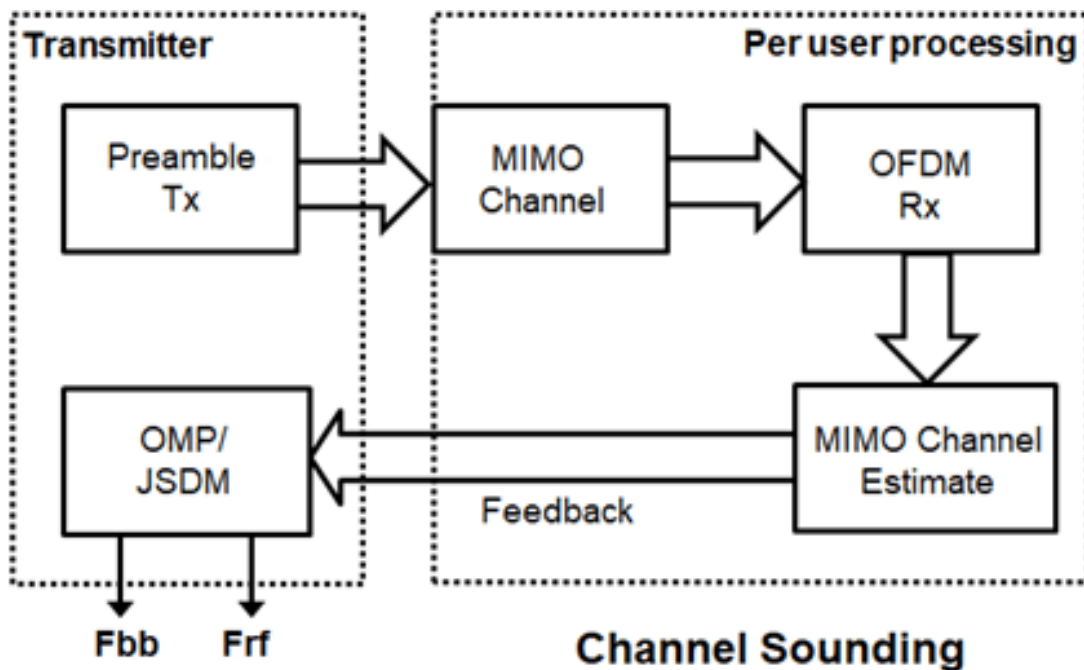 Transmitter
Per user processing
Preamble
Tx
MIMO
Channel
OFDM
Rx
OMP/
JSDM
MIMO Channel
Estimate
Feedback
Fbb
Frf
Channel Sounding